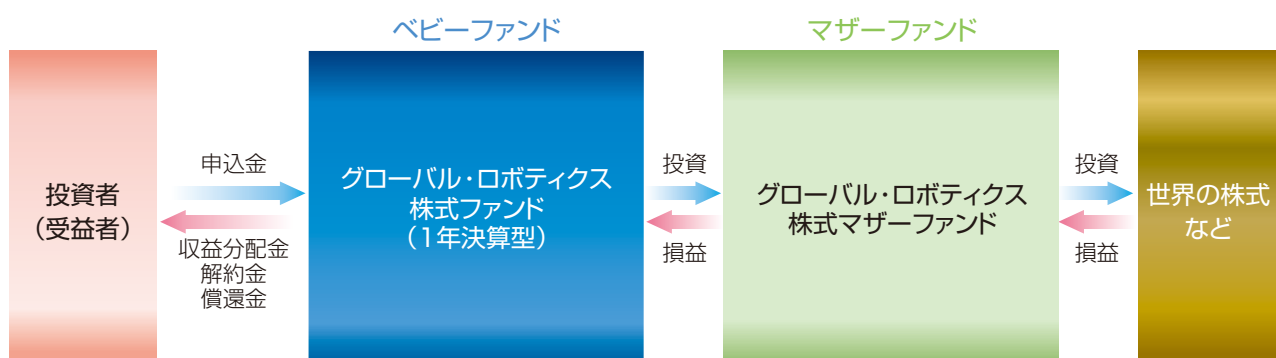 ベビーファンド
マザーファンド
投資者
（受益者）
申込金
収益分配金
解約金
償還金
グローバル・ロボティクス
株式ファンド
（1年決算型）
投資
損益
グローバル・ロボティクス
株式マザーファンド
投資
損益
世界の株式
など